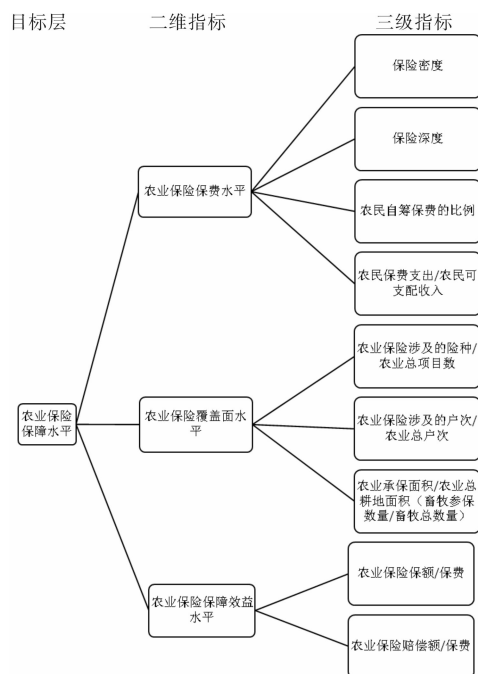 目标层
二维指标
三级指标
保险密度
保险深度
农业保险保费水平
农民自筹保费的比例
农民保费支出/农民可
支配收入
农业保险涉及的险种/
农业总项目数
农业保险
保障水平
农业保险覆盖面水
平
农业保险涉及的户次/
农业总户次
农业承保面积/农业总
耕地面积（畜牧参保
数量/畜牧总数量）
农业保险保额/保费
农业保险保障效益
水平
农业保险赔偿额/保费